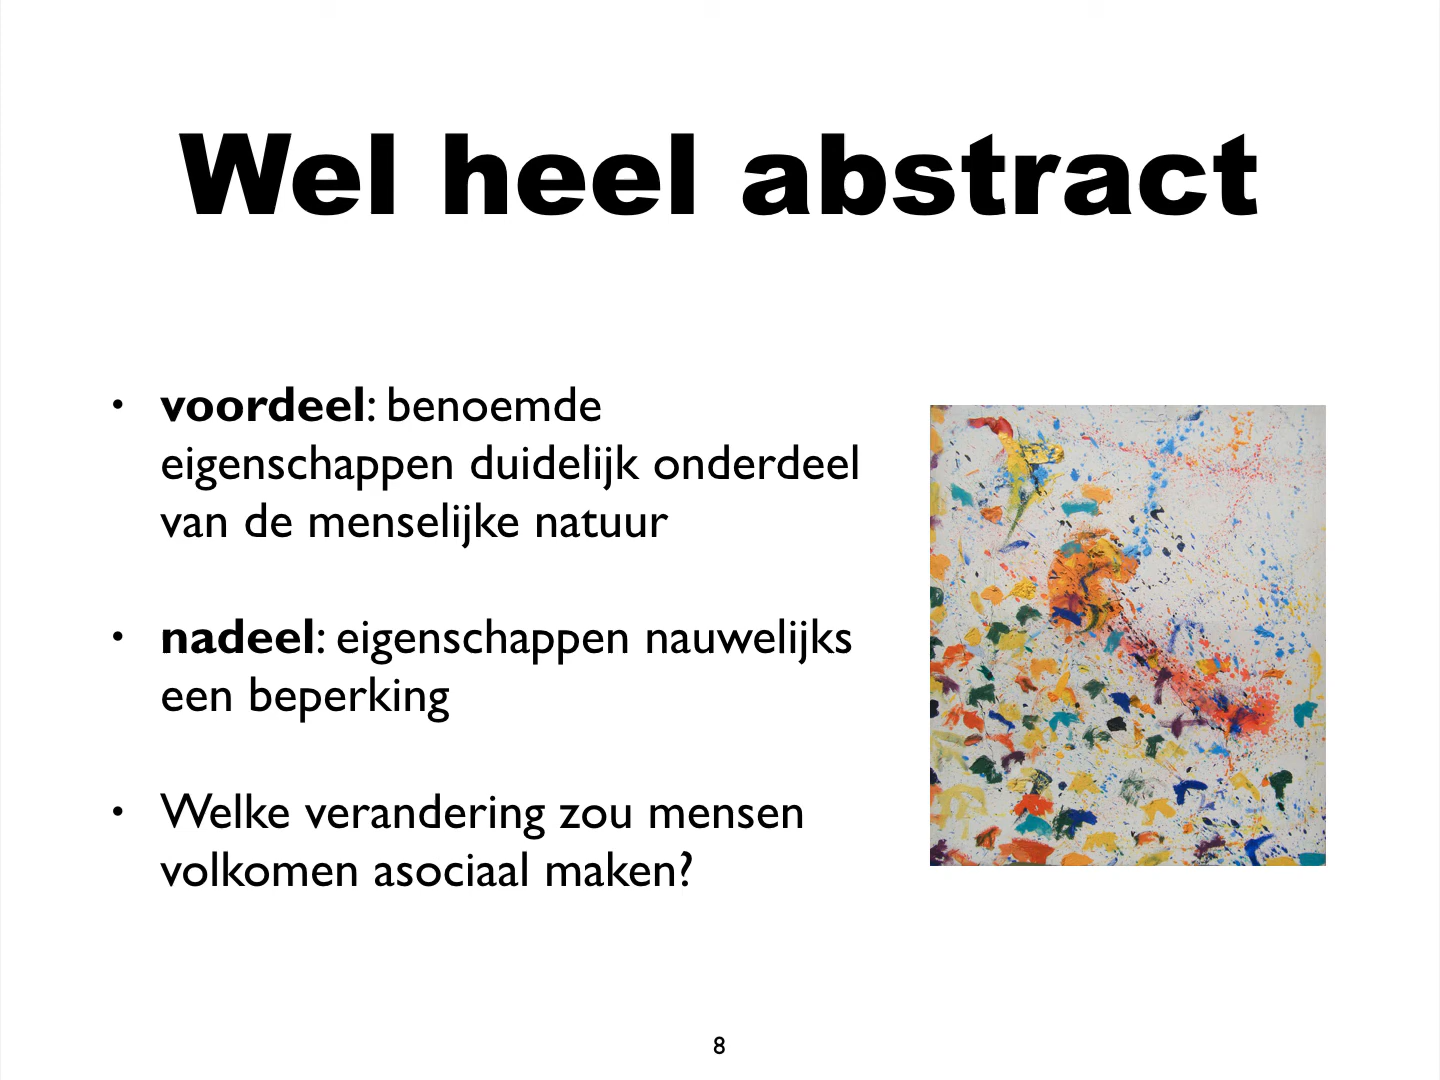 Wel heel abstract
• voordeel: benoemde
eigenschappen duidelijk onderdeel
van de menselijke natuur
• nadeel: eigenschappen nauwelijks
een beperking
• Welke verandering zou mensen
volkomen asociaal maken?
8